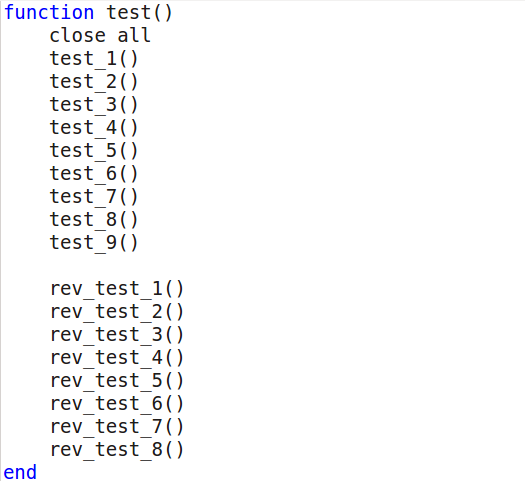 function test()
    close all
    test_1()
    test_2()
    test_3()
    test_4()
    test_5()
    test_6()
    test_7()
    test_8()
    test_9()

    rev_test_1()
    rev_test_2()
    rev_test_3()
    rev_test_4()
    rev_test_5()
    rev_test_6()
    rev_test_7()
    rev_test_8()
end